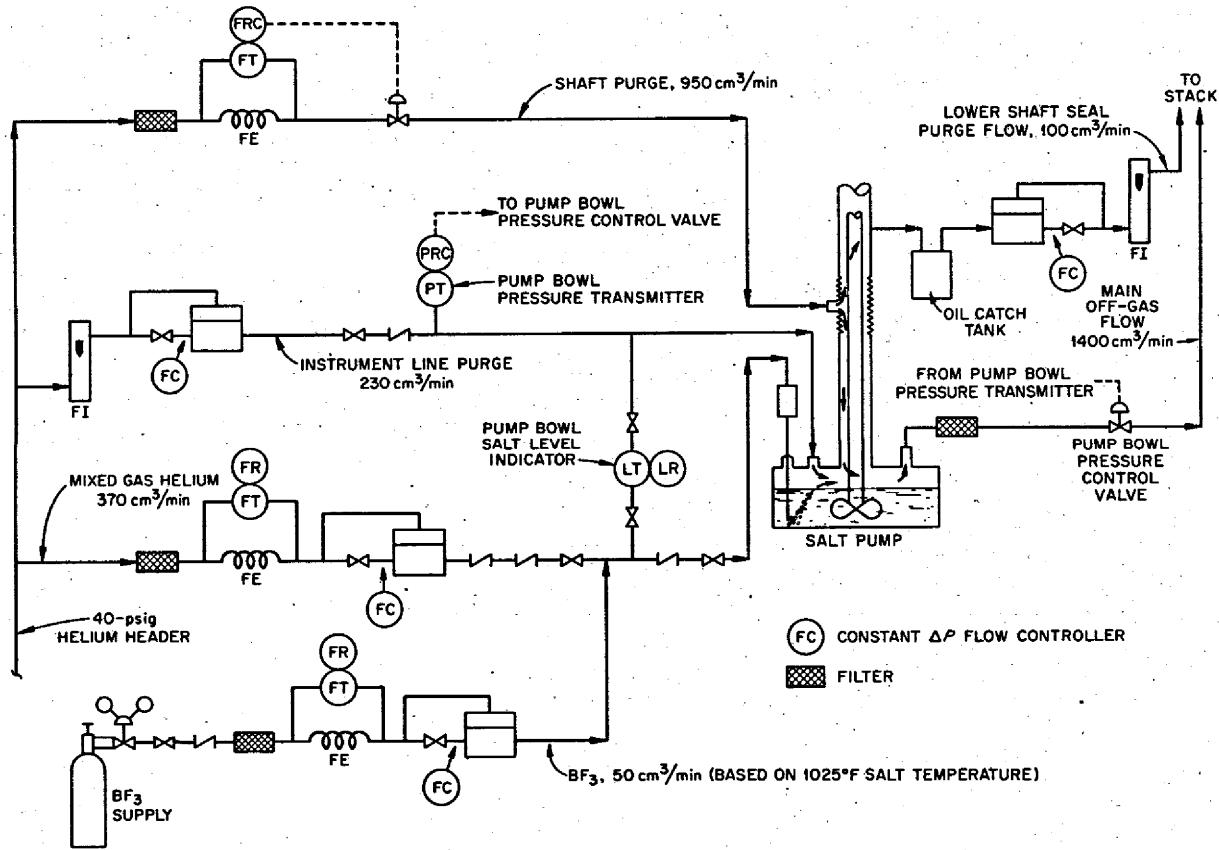 FRC
FT
FE
SHAFT PURGE, 950 cm³/min
TO
STACK
LOWER SHAFT SEAL
PURGE FLOW, 100 cm³/min
TO PUMP BOWL
PRESSURE CONTROL VALVE
PRC
PT
PUMP BOWL
PRESSURE TRANSMITTER
FC
FI
OIL CATCH
TANK
MAIN
OFF-GAS
FLOW
1400 cm³/min
FC
FI
INSTRUMENT LINE PURGE
230 cm³/min
FROM PUMP BOWL
PRESSURE TRANSMITTER
PUMP BOWL
SALT LEVEL
INDICATOR
LT
LR
PUMP BOWL
PRESSURE
CONTROL
VALVE
MIXED GAS HELIUM
370 cm³/min
FR
FT
FE
FC
SALT PUMP
40-psig
HELIUM HEADER
FC CONSTANT ΔP FLOW CONTROLLER
FILTER
FR
FT
FE
FC
BF₃, 50 cm³/min (BASED ON 1025°F SALT TEMPERATURE)
BF₃
SUPPLY